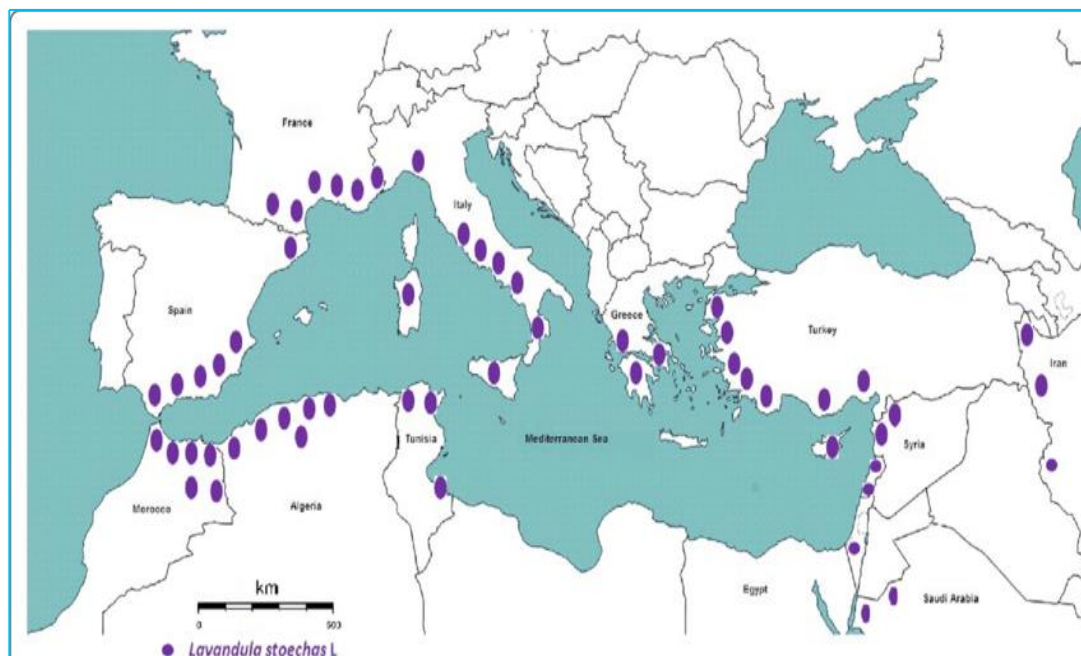 France
Italy
Spain
Greece
Turkey
Iran
Tunisia
Mediterranean Sea
Syria
Morocco
Algeria
Egypt
Saudi Arabia
km
0
Lavandula stoechas L